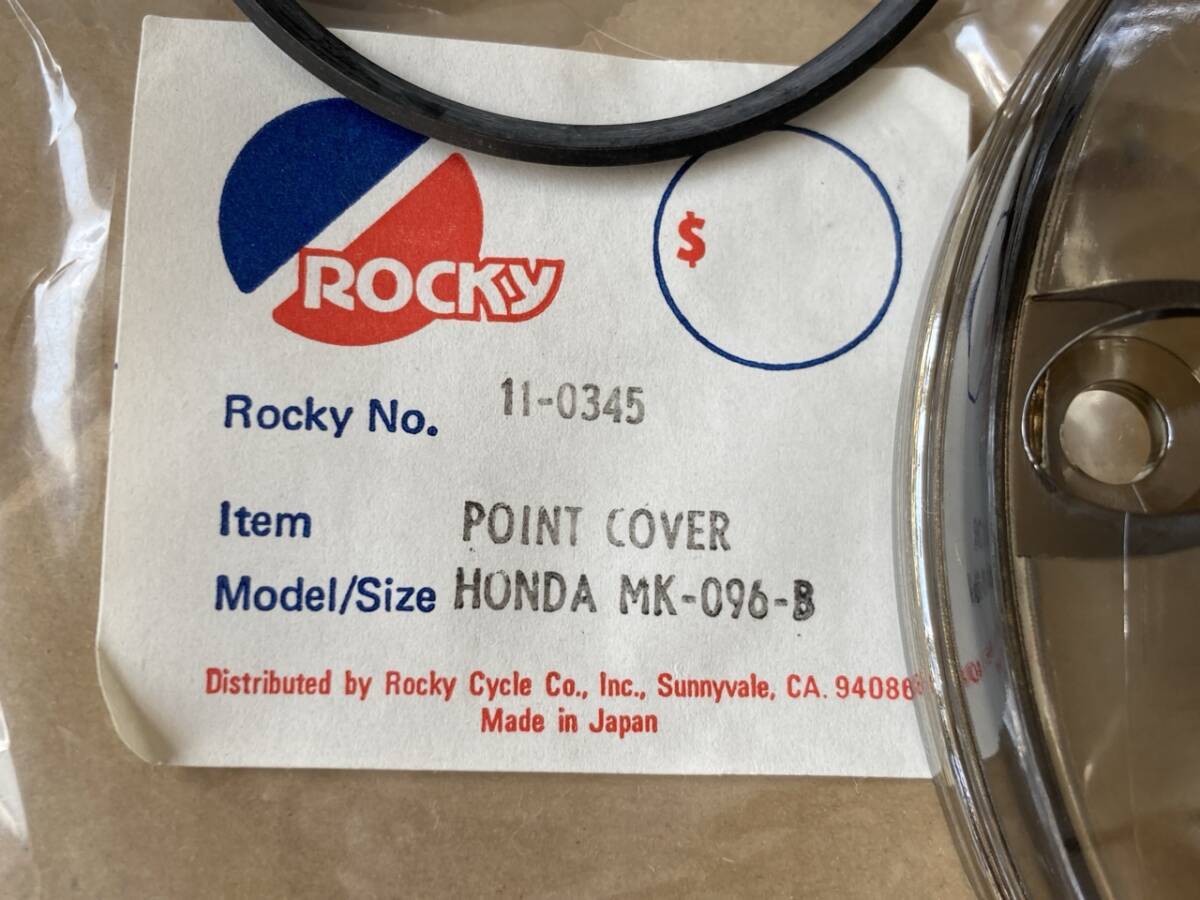 ROCKY
$
Rocky No. 11-0345
Item POINT COVER
Model/Size HONDA MK-096-B
Distributed by Rocky Cycle Co., Inc., Sunnyvale, CA. 94086
Made in Japan